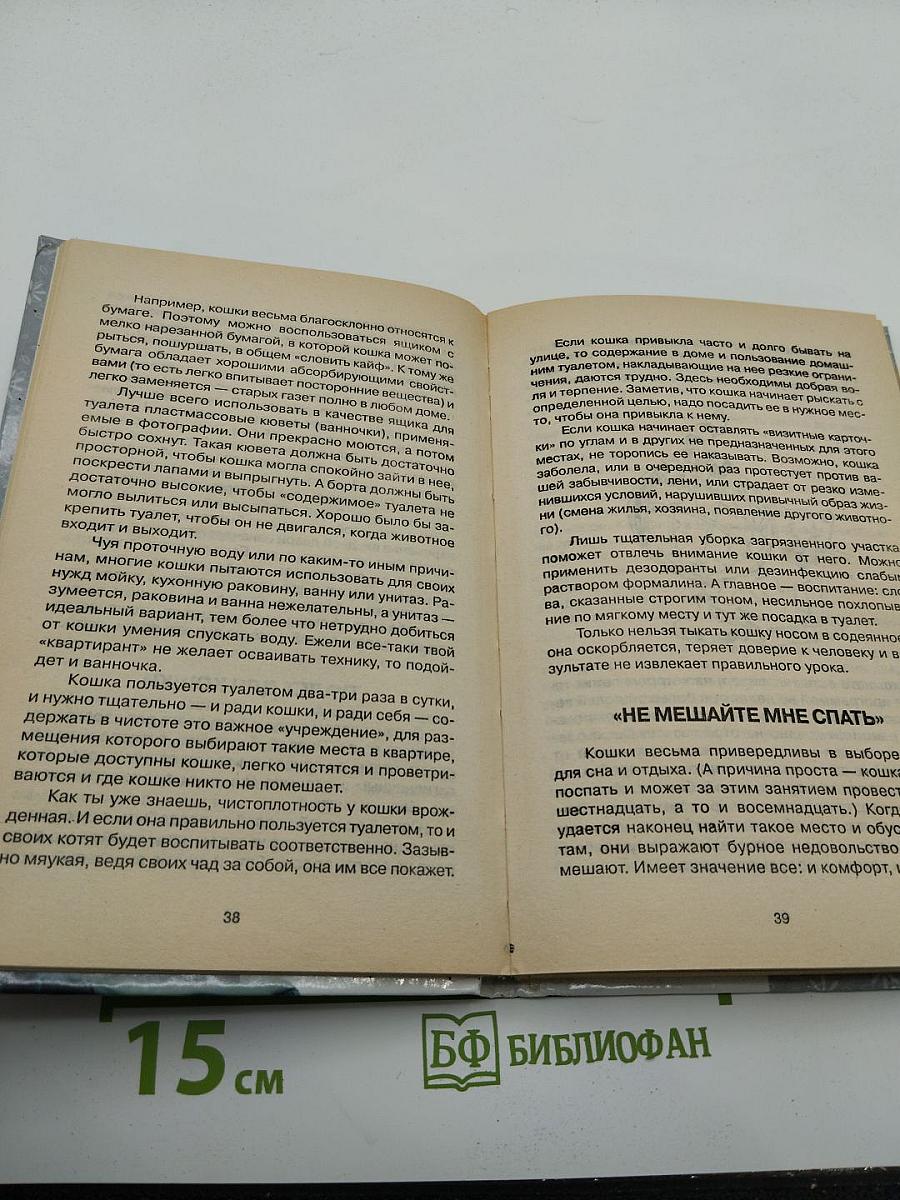 Например, кошки весьма благосклонно относятся к
бумаге. Поэтому можно воспользоваться ящиком с
мелко нарезанной бумагой, в которой кошка может по-
рыться, пошуршать, в общем «словить кайф». К тому же
бумага обладает хорошими абсорбирующими свойст-
вами (то есть легко впитывает посторонние вещества) и
легко заменяется — старых газет полно в любом доме.
Лучше всего использовать в качестве ящика для
туалета пластмассовые кюветы (ванночки), применя-
емые в фотографии. Они прекрасно моются, а потом
быстро сохнут. Такая кювета должна быть достаточно
просторной, чтобы кошка могла спокойно зайти в нее,
поскрести лапами и выпрыгнуть. А борта должны быть
достаточно высокие, чтобы «содержимое» туалета не
могло вылиться или высыпаться. Хорошо было бы за-
крепить туалет, чтобы он не двигался, когда животное
входит и выходит.
Чуя проточную воду или по каким-то иным причи-
нам, многие кошки пытаются использовать для своих
нужд мойку, кухонную раковину, ванну или унитаз. Ра-
зумеется, раковина и ванна нежелательны, а унитаз —
идеальный вариант, тем более что нетрудно добиться
от кошки умения спускать воду. Ежели все-таки твой
«квартирант» не желает осваивать технику, то подой-
дет и ванночка.
Кошка пользуется туалетом два-три раза в сутки,
и нужно тщательно — и ради кошки, и ради себя — со-
держать в чистоте это важное «учреждение», для раз-
мещения которого выбирают такие места в квартире,
которые доступны кошке, легко чистятся и проветри-
ваются и где кошке никто не помешает.
Как ты уже знаешь, чистоплотность у кошки врож-
денная. И если она правильно пользуется туалетом, то и
своих котят будет воспитывать соответственно. Зазыв-
но мяукая, ведя своих чад за собой, она им все покажет.
38
Если кошка привыкла часто и долго бывать на
улице, то содержание в доме и пользование домаш-
ним туалетом, накладывающие на нее резкие ограни-
чения, даются трудно. Здесь необходимы добрая во-
ля и терпение. Заметив, что кошка начинает рыскать с
определенной целью, надо посадить ее в нужное мес-
то, чтобы она привыкла к нему.
Если кошка начинает оставлять «визитные карточ-
ки» по углам и в других не предназначенных для этого
местах, не торопись ее наказывать. Возможно, кошка
заболела, или в очередной раз протестует против ва-
шей забывчивости, лени, или страдает от резко изме-
нившихся условий, нарушивших привычный образ жиз-
ни (смена жилья, хозяина, появление другого животно-
го).
Лишь тщательная уборка загрязненного участка
поможет отвлечь внимание кошки от него. Можно
применить дезодоранты или дезинфекцию слабым
раствором формалина. А главное — воспитание: сло
ва, сказанные строгим тоном, несильное похлопыв
ние по мягкому месту и тут же посадка в туалет.
Только нельзя тыкать кошку носом в содеянное
она оскорбляется, теряет доверие к человеку и в
зультате не извлекает правильного урока.
«НЕ МЕШАЙТЕ МНЕ СПАТЬ»
Кошки весьма привередливы в выборе
для сна и отдыха. (А причина проста — кошка
поспать и может за этим занятием провест
шестнадцать, а то и восемнадцать.) Когд
удается наконец найти такое место и обус
там, они выражают бурное недовольство
мешают. Имеет значение все: и комфорт, и
39
15 см
БФ БИБЛИОФАН